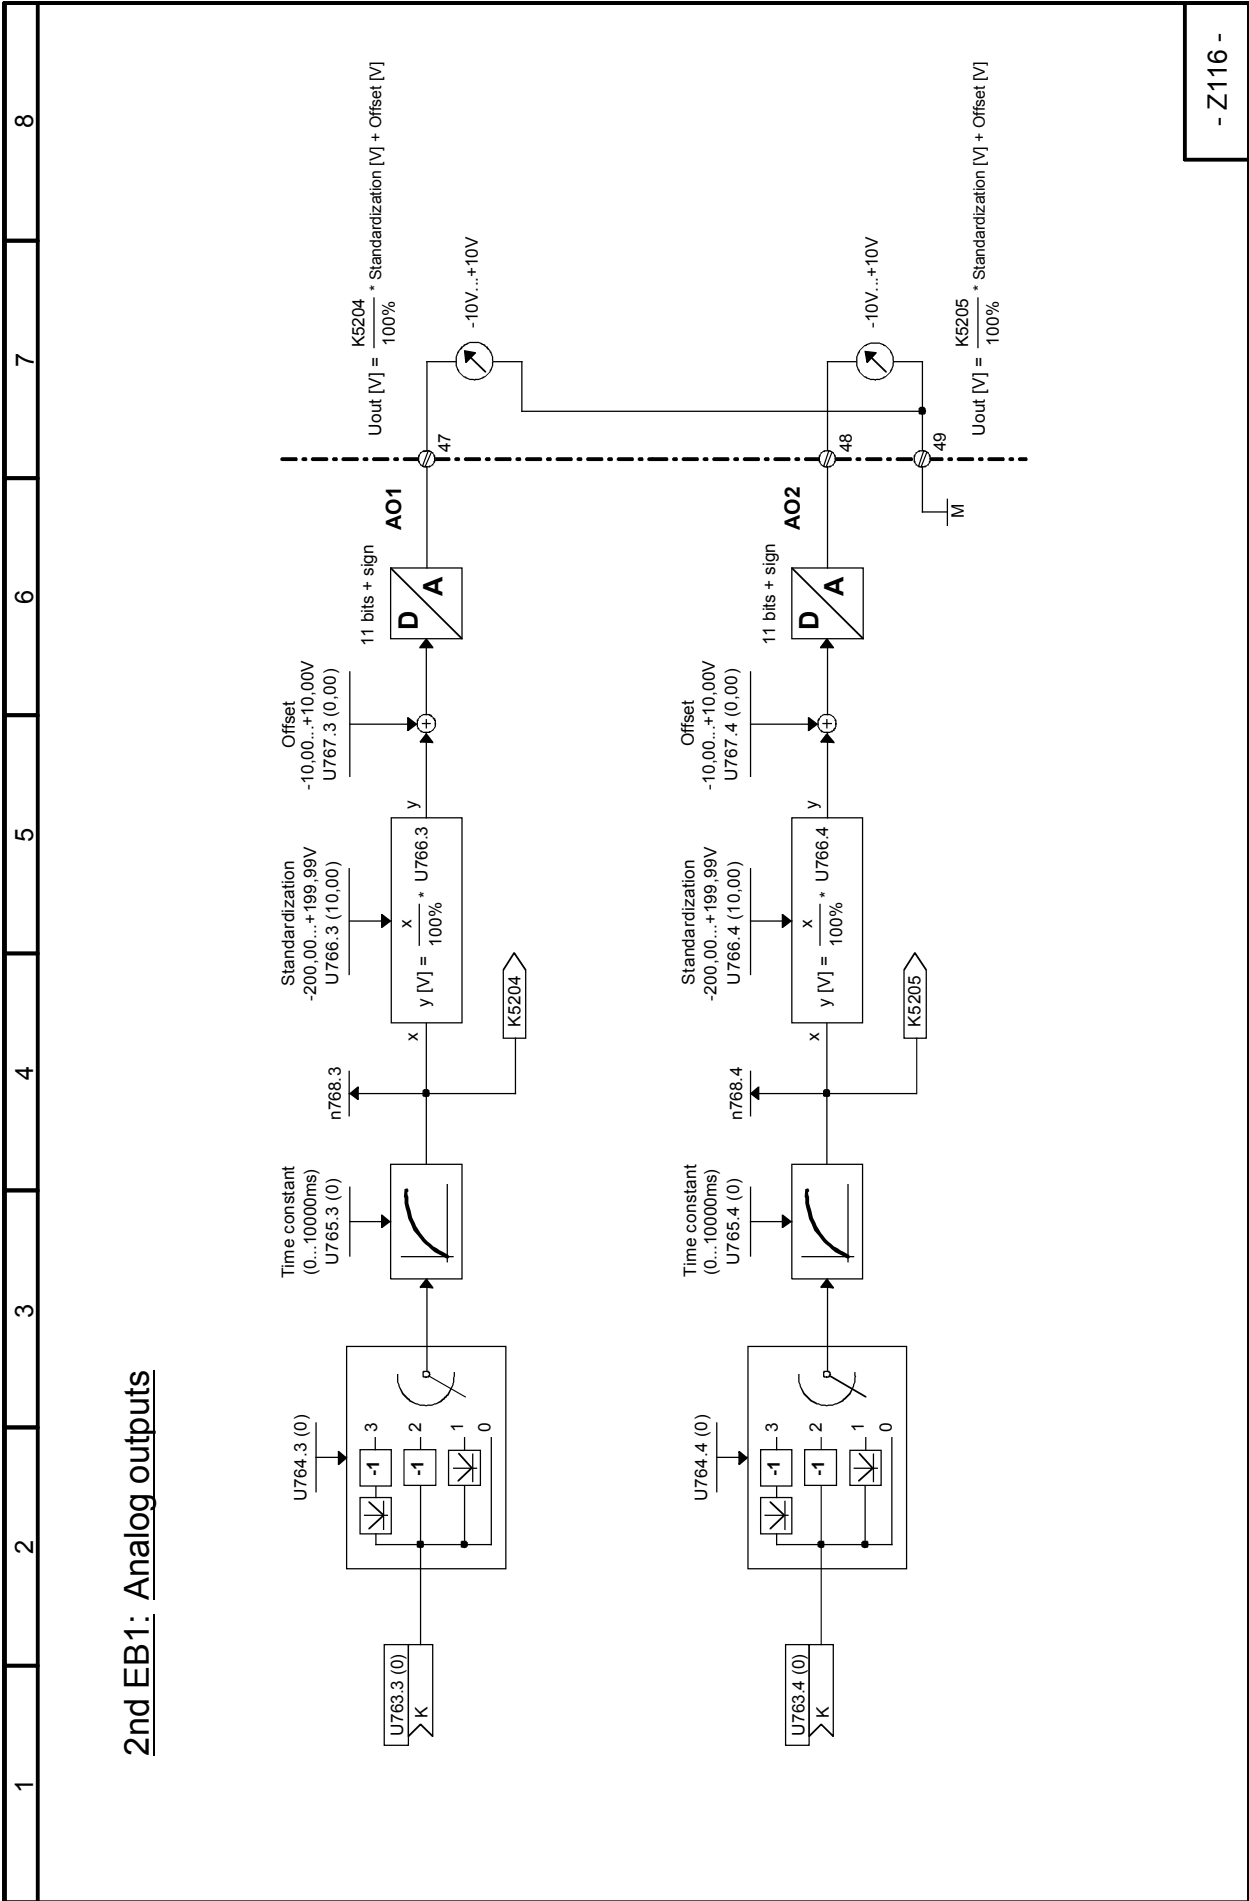 1 2 3 4 5 6 7 8
2nd EB1: Analog outputs
U763.3 (0)
K
U764.3 (0)
-1 3
-1 2
1
0
Time constant
(0...10000ms)
U765.3 (0)
n768.3
K5204
Standardization
-200,00...+199,99V
U766.3 (10,00)
x
y [V] = x / 100% * U766.3
y
Offset
-10,00...+10,00V
U767.3 (0,00)
+
11 bits + sign
D
A
AO1
47
Uout [V] = K5204 / 100% * Standardization [V] + Offset [V]
-10V...+10V
U763.4 (0)
K
U764.4 (0)
-1 3
-1 2
1
0
Time constant
(0...10000ms)
U765.4 (0)
n768.4
K5205
Standardization
-200,00...+199,99V
U766.4 (10,00)
x
y [V] = x / 100% * U766.4
y
Offset
-10,00...+10,00V
U767.4 (0,00)
+
11 bits + sign
D
A
AO2
48
-10V...+10V
49
M
Uout [V] = K5205 / 100% * Standardization [V] + Offset [V]
- Z116 -